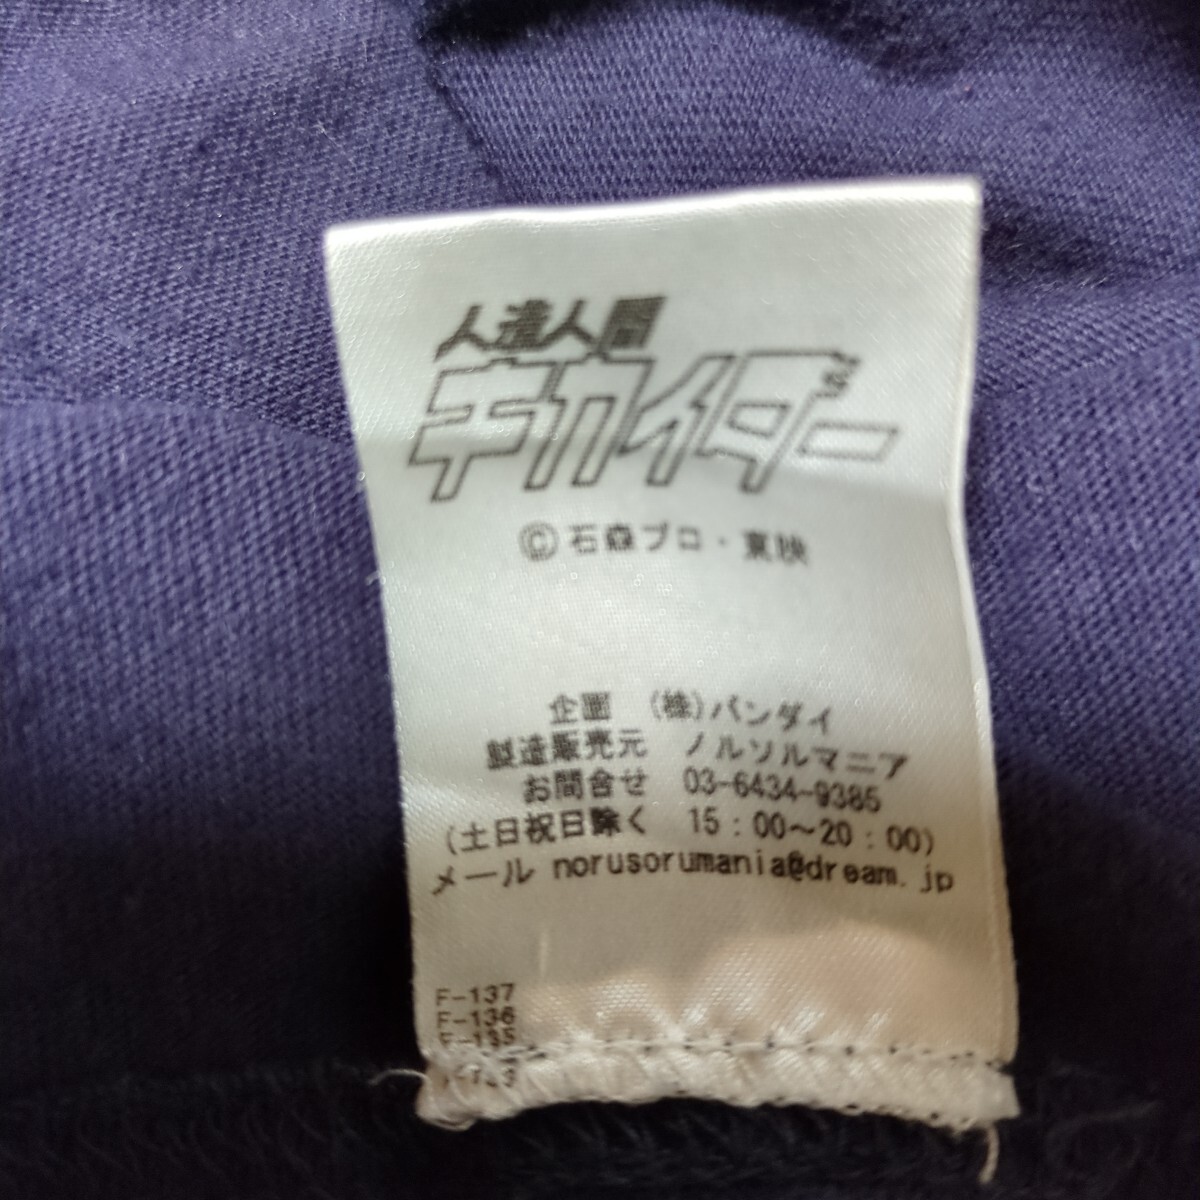 人造人間
キカイダー
© 石森プロ・東映
企画 (株)バンダイ
製造販売元 ノルソルマニア
お問合せ 03-6434-9385
(土日祝日除く 15:00〜20:00)
メール norusorumania@dream.jp
F-137
F-136
F-135